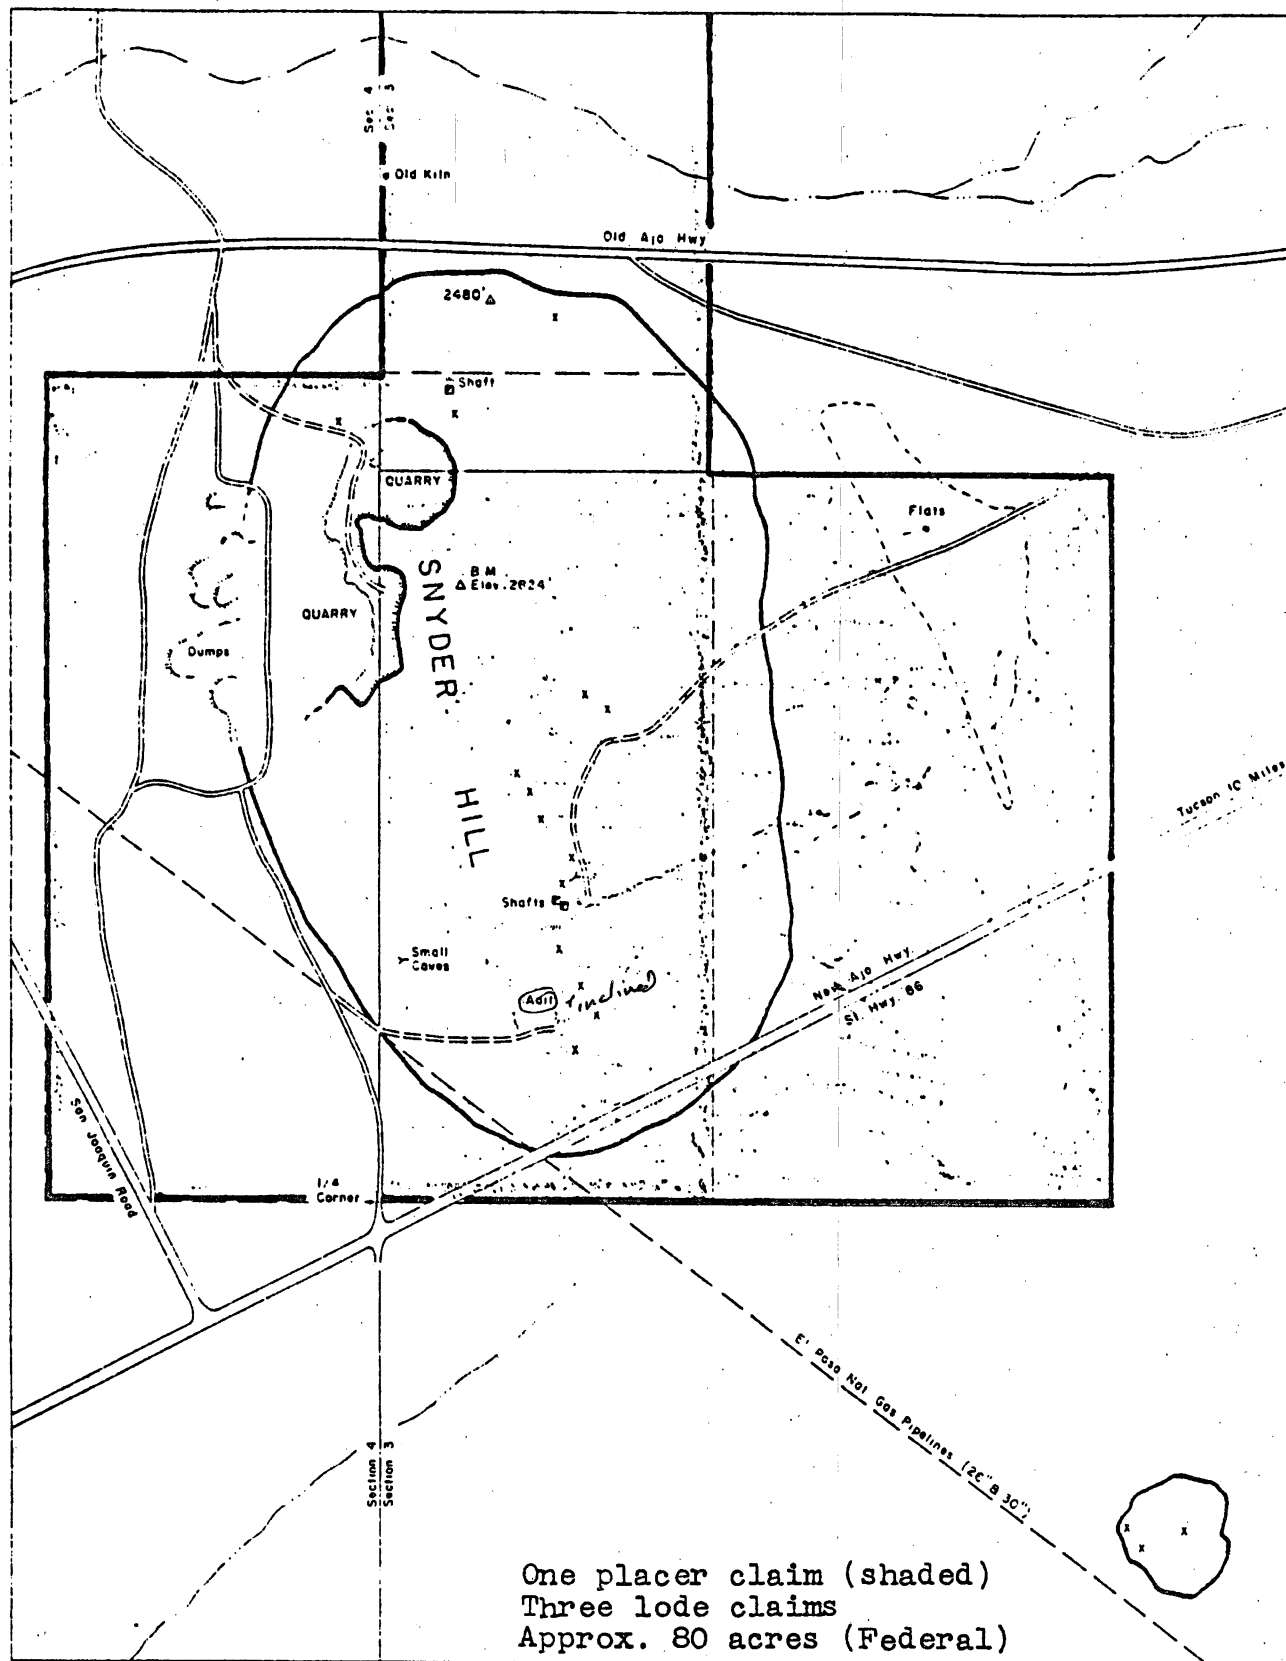 Sec 4
Sec 3
Old Kiln
Old Ajo Hwy
2480'
Shaft
QUARRY
Flats
B M
Elev. 2824'
SNYDER
QUARRY
Dumps
HILL
Tucson 10 Miles
Shafts
Small
Caves
Adit
inclined
New Ajo Hwy
St. Hwy. 86
San Joaquin Road
1/4
Corner
El Paso Nat Gas Pipelines (26" & 30")
Section 4
Section 3
One placer claim (shaded)
Three lode claims
Approx. 80 acres (Federal)